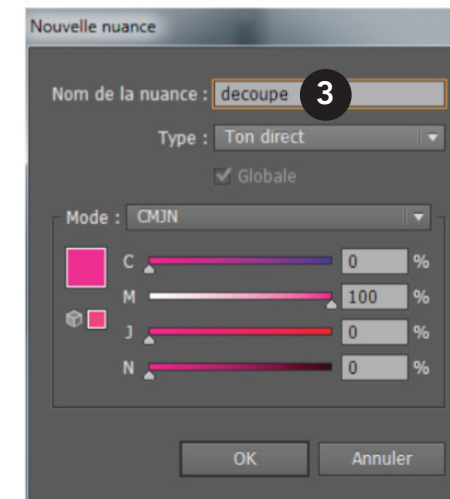 Nouvelle nuance
Nom de la nuance : decoupe 3
Type : Ton direct
Globale
Mode : CMJN
C 0 %
M 100 %
J 0 %
N 0 %
OK Annuler